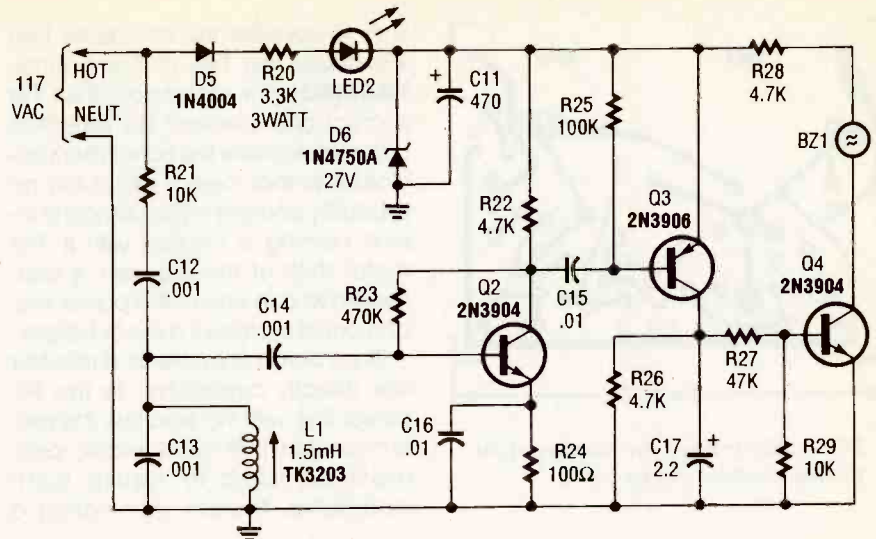 117
VAC
HOT
NEUT.
D5
1N4004
R20
3.3K
3WATT
LED2
D6
1N4750A
27V
+
C11
470
R25
100K
R28
4.7K
BZ1
R21
10K
R22
4.7K
Q3
2N3906
Q4
2N3904
C12
.001
C14
.001
R23
470K
Q2
2N3904
C15
.01
R26
4.7K
R27
47K
C13
.001
L1
1.5mH
TK3203
C16
.01
R24
100Ω
C17
2.2
+
R29
10K